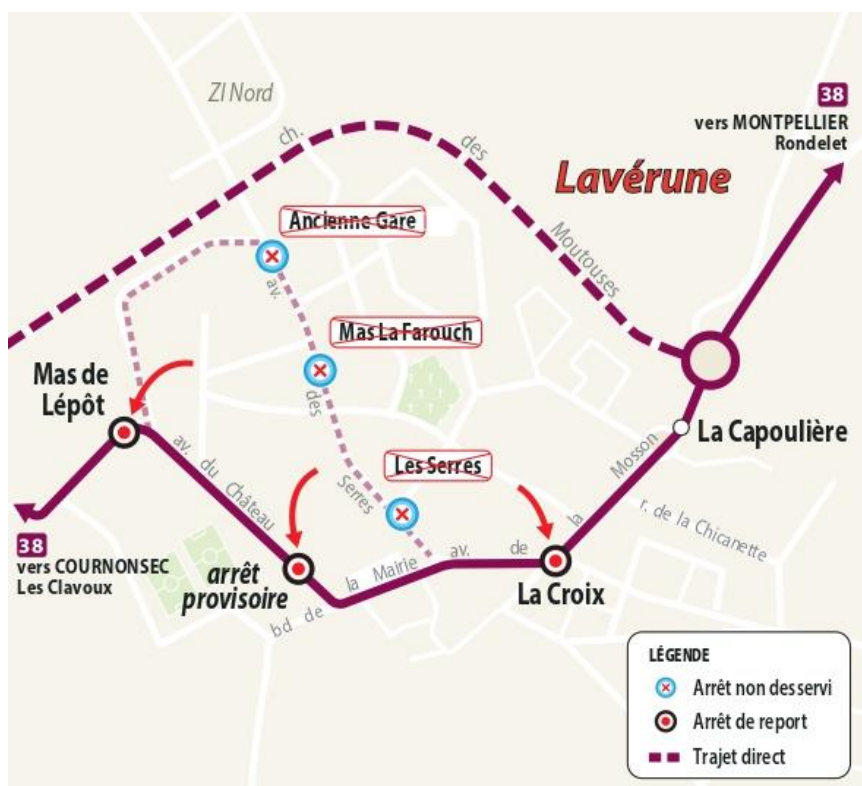 ZI Nord
38
vers MONTPELLIER
Rondelet
Lavérune
ch.
des
Moutouses
Ancienne Gare
av.
Mas La Farouch
des
Mas de
Lépôt
Les Serres
Serres
La Capoulière
av. du Château
Mosson
la
r. de la Chicanette
38
vers COURNONSEC
Les Clavoux
arrêt
provisoire
bd de la Mairie
av. de
La Croix
LÉGENDE
Arrêt non desservi
Arrêt de report
Trajet direct